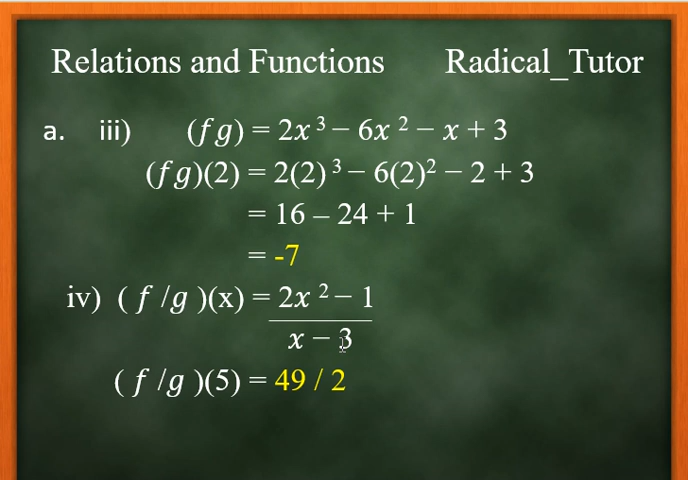 Relations and Functions Radical_Tutor
a. iii) (fg) = 2x³ – 6x² – x + 3
(fg)(2) = 2(2)³ – 6(2)² – 2 + 3
= 16 – 24 + 1
= -7
iv) (f/g)(x) = 2x² – 1
x – 3
(f/g)(5) = 49 / 2